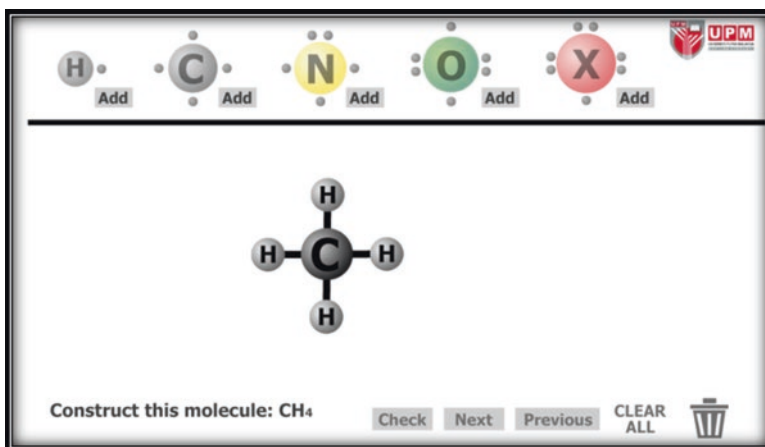 UPM
H
C
N
O
X
Add
Add
Add
Add
Add
H
H C H
H
Construct this molecule: CH4
Check
Next
Previous
CLEAR
ALL